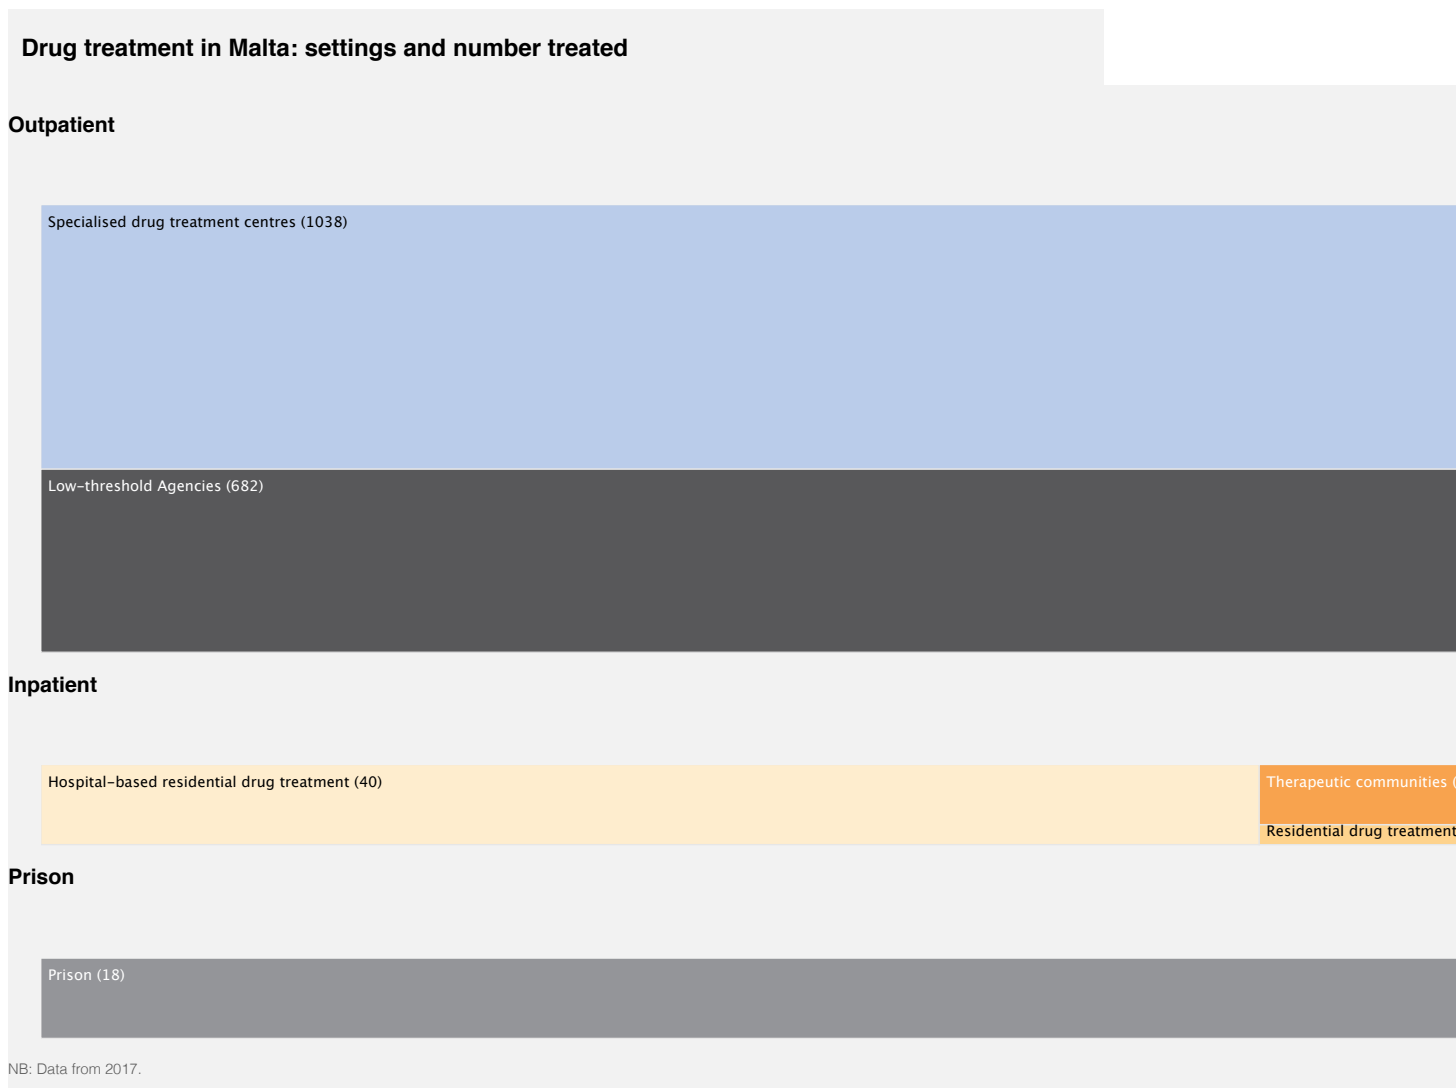 Drug treatment in Malta: settings and number treated
Outpatient
Specialised drug treatment centres (1038)
Low-threshold Agencies (682)
Inpatient
Hospital-based residential drug treatment (40)
Therapeutic communities (
Residential drug treatment
Prison
Prison (18)
NB: Data from 2017.